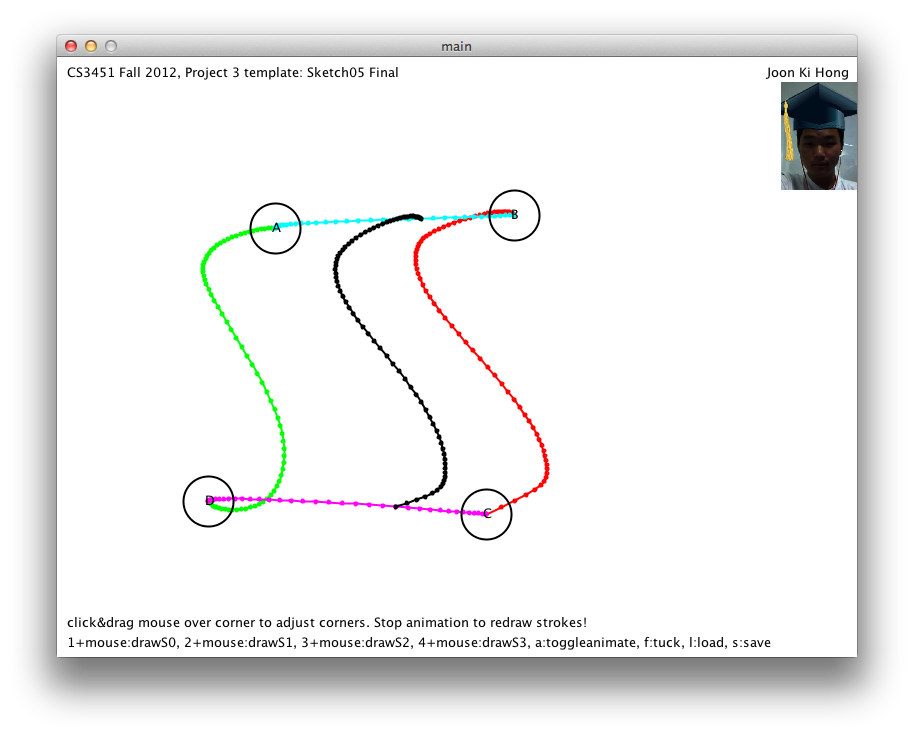 main
CS3451 Fall 2012, Project 3 template: Sketch05 Final
Joon Ki Hong
A
B
D
C
click&drag mouse over corner to adjust corners. Stop animation to redraw strokes!
1+mouse:drawS0, 2+mouse:drawS1, 3+mouse:drawS2, 4+mouse:drawS3, a:toggleanimate, f:tuck, l:load, s:save